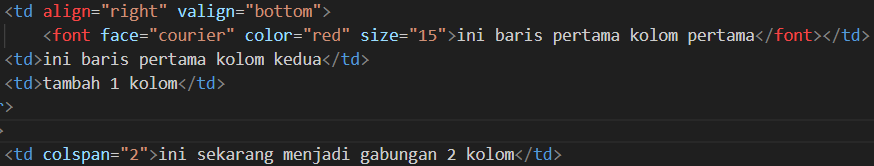 <td align="right" valign="bottom">
<font face="courier" color="red" size="15">ini baris pertama kolom pertama</font></td>
<td>ini baris pertama kolom kedua</td>
<td>tambah 1 kolom</td>
>
>
<td colspan="2">ini sekarang menjadi gabungan 2 kolom</td>